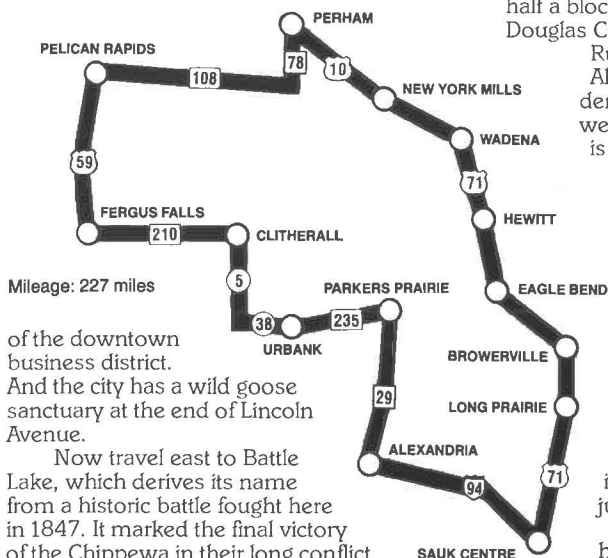 half a bloc
Douglas C
Ru
Al
der
we
is
PERHAM
PELICAN RAPIDS
78
10
108
NEW YORK MILLS
WADENA
59
71
HEWITT
FERGUS FALLS
210
CLITHERALL
Mileage: 227 miles
5
PARKERS PRAIRIE
EAGLE BEND
38
235
URBANK
BROWERVILLE
29
LONG PRAIRIE
ALEXANDRIA
94
71
SAUK CENTRE
of the downtown
business district.
And the city has a wild goose
sanctuary at the end of Lincoln
Avenue.
Now travel east to Battle
Lake, which derives its name
from a historic battle fought here
in 1847. It marked the final victory
of the Chippewa in their long conflict
i
ju